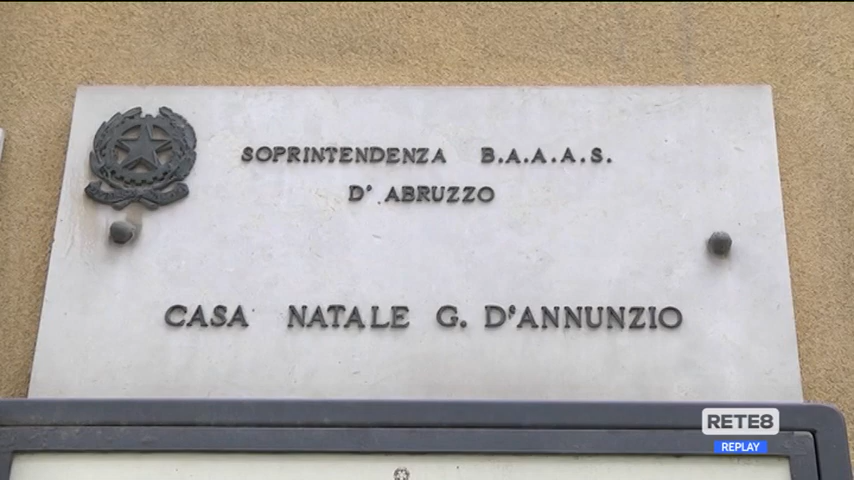 SOPRINTENDENZA B.A.A.A.S.
D'ABRUZZO
CASA NATALE G. D'ANNUNZIO
RETE8
REPLAY